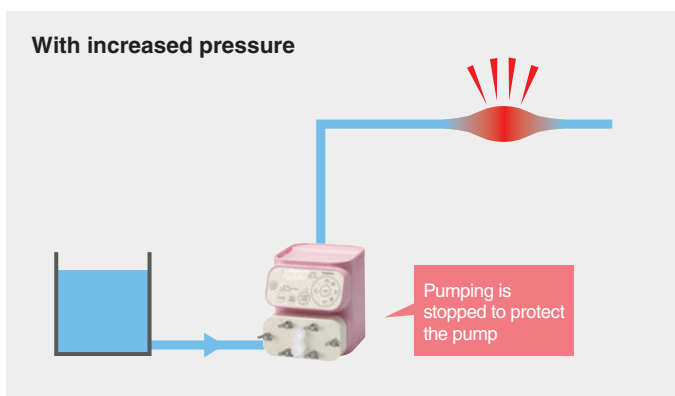 With increased pressure
Pumping is
stopped to protect
the pump